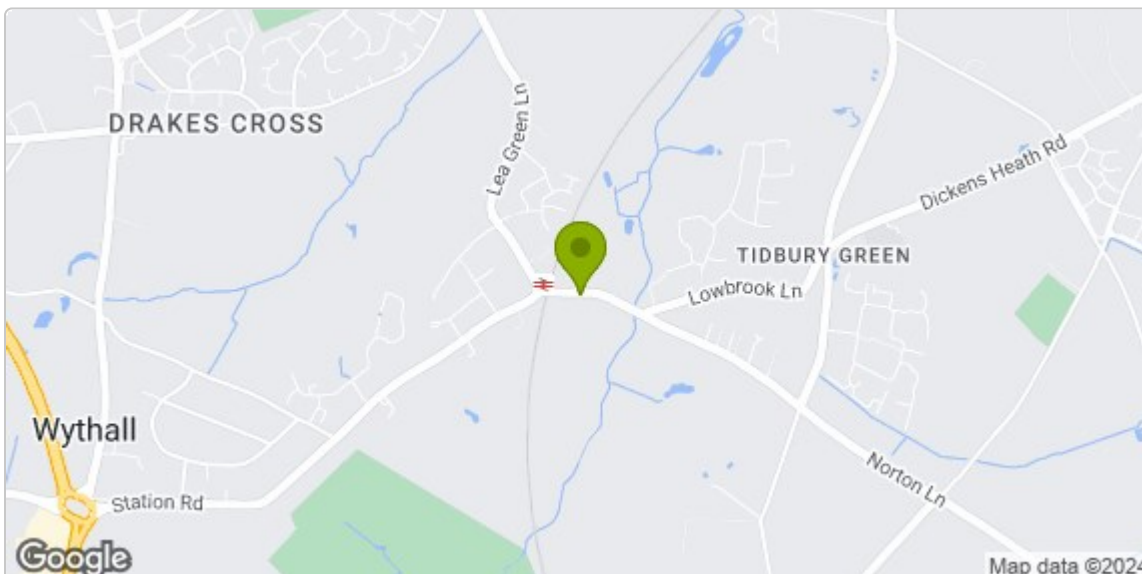 DRAKES CROSS
Lea Green Ln
Dickens Heath Rd
TIDBURY GREEN
Lowbrook Ln
Wythall
Station Rd
Norton Ln
Google
Map data ©2024